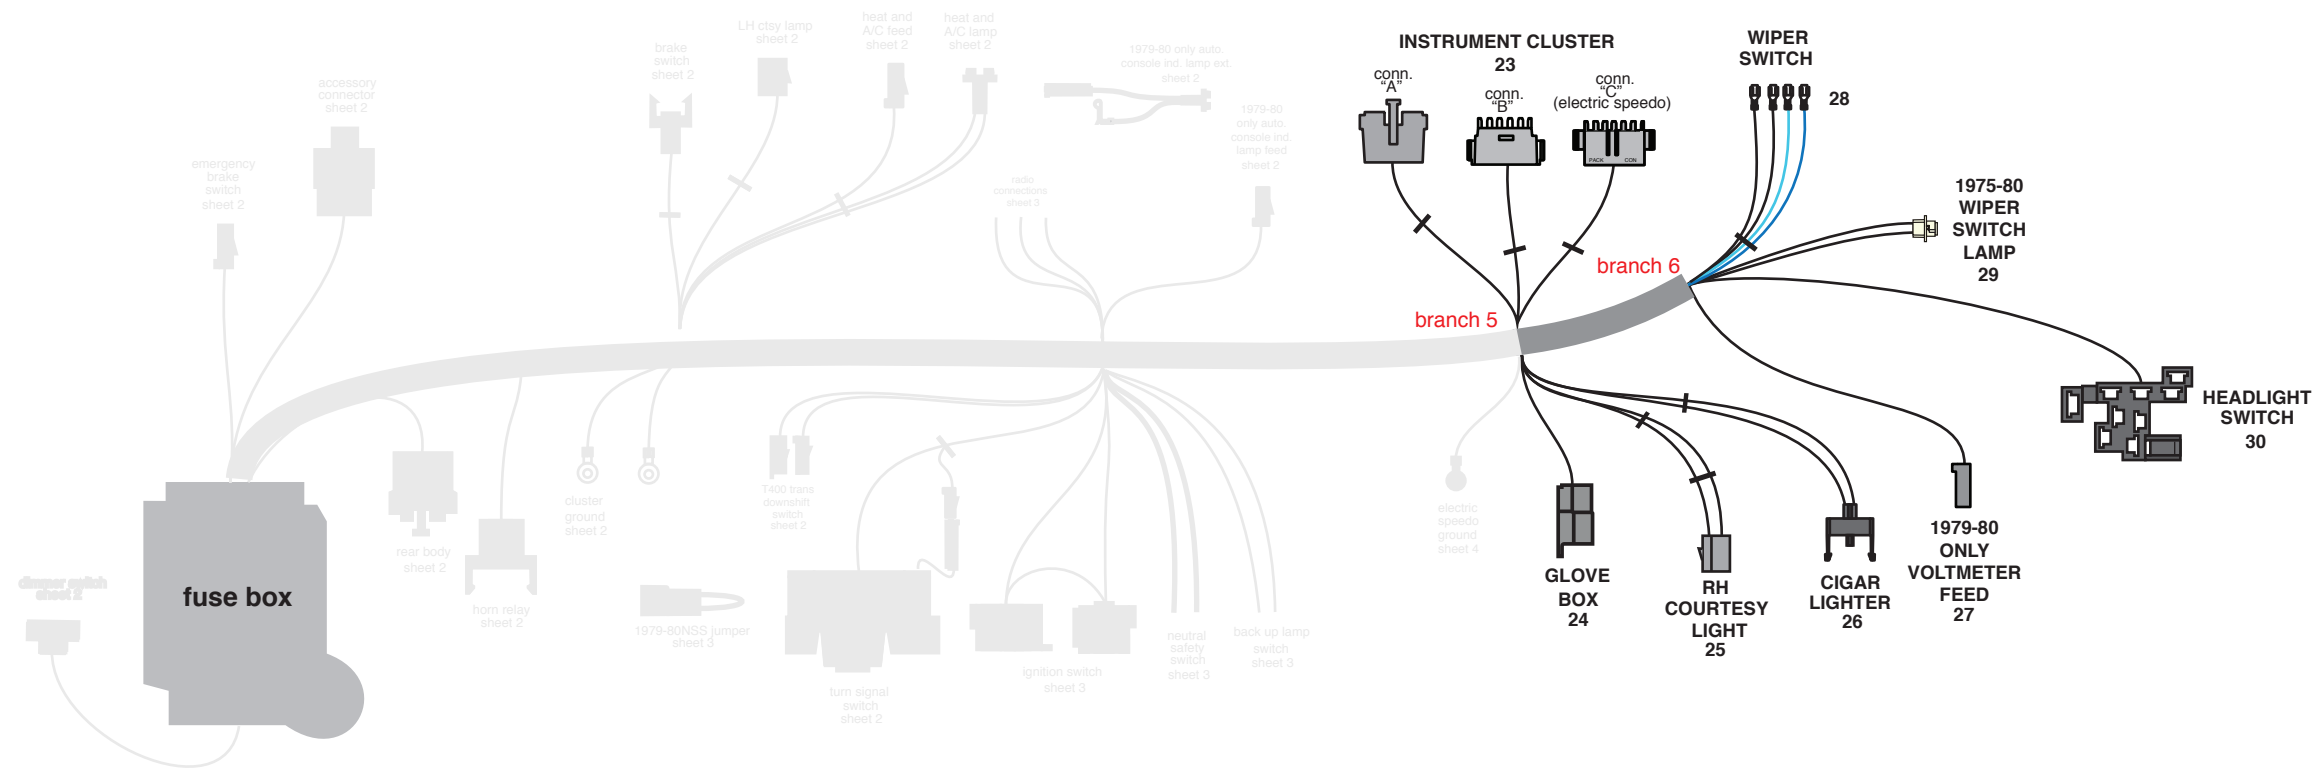 emergency
brake
switch
sheet 2
accessory
connector
sheet 2
brake
switch
sheet 2
LH ctsy lamp
sheet 2
heat and
A/C feed
sheet 2
heat and
A/C lamp
sheet 2
1979-80 only auto.
console ind. lamp ext.
sheet 2
1979-80
only auto.
console ind.
lamp feed
sheet 2
radio
connections
sheet 3
INSTRUMENT CLUSTER
23
conn.
"A"
conn.
"B"
conn.
"C"
(electric speedo)
PACK CON
WIPER
SWITCH
28
1975-80
WIPER
SWITCH
LAMP
29
branch 6
branch 5
HEADLIGHT
SWITCH
30
fuse box
dimmer switch
sheet 2
rear body
sheet 2
horn relay
sheet 2
cluster
ground
sheet 2
1979-80NSS jumper
sheet 3
T400 trans
downshift
switch
sheet 2
turn signal
switch
sheet 2
ignition switch
sheet 3
neutral
safety
switch
sheet 3
back up lamp
switch
sheet 3
electric
speedo
ground
sheet 4
GLOVE
BOX
24
RH
COURTESY
LIGHT
25
CIGAR
LIGHTER
26
1979-80
ONLY
VOLTMETER
FEED
27